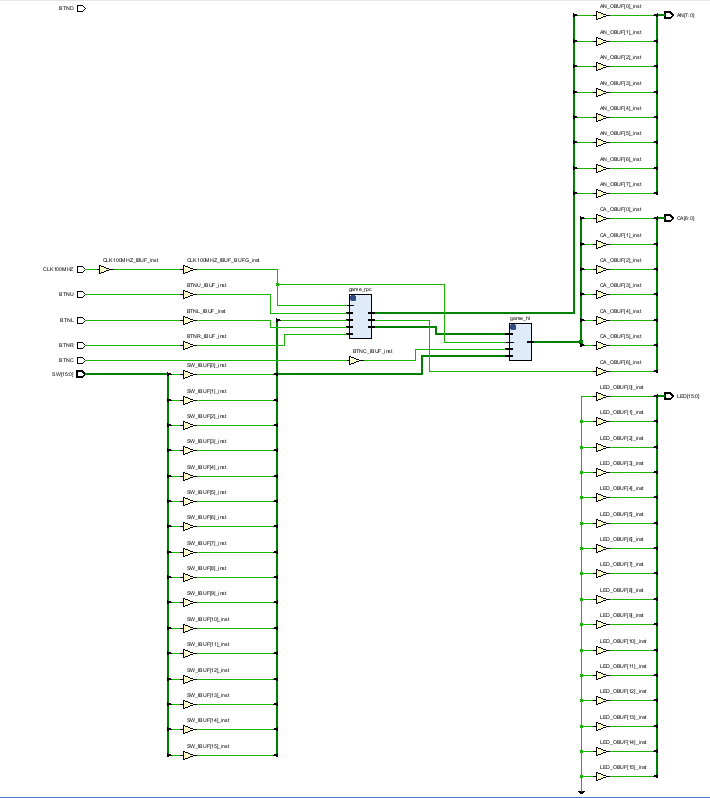 BTND
AN_OBUF[0]_inst
AN[7:0]
AN_OBUF[1]_inst
AN_OBUF[2]_inst
AN_OBUF[3]_inst
AN_OBUF[4]_inst
AN_OBUF[5]_inst
AN_OBUF[6]_inst
AN_OBUF[7]_inst
CA_OBUF[0]_inst
CA[6:0]
CA_OBUF[1]_inst
CA_OBUF[2]_inst
CA_OBUF[3]_inst
CA_OBUF[4]_inst
CA_OBUF[5]_inst
CA_OBUF[6]_inst
CLK100MHZ
CLK100MHZ_IBUF_inst
CLK100MHZ_IBUF_BUFG_inst
BTNU
BTNU_IBUF_inst
BTNL
BTNL_IBUF_inst
BTNR
BTNR_IBUF_inst
BTNC
BTNC_IBUF_inst
game_rpc
SW[15:0]
SW_IBUF[0]_inst
SW_IBUF[1]_inst
SW_IBUF[2]_inst
SW_IBUF[3]_inst
SW_IBUF[4]_inst
SW_IBUF[5]_inst
SW_IBUF[6]_inst
SW_IBUF[7]_inst
SW_IBUF[8]_inst
SW_IBUF[9]_inst
SW_IBUF[10]_inst
SW_IBUF[11]_inst
SW_IBUF[12]_inst
SW_IBUF[13]_inst
SW_IBUF[14]_inst
SW_IBUF[15]_inst
LED_OBUF[0]_inst
LED[15:0]
LED_OBUF[1]_inst
LED_OBUF[2]_inst
LED_OBUF[3]_inst
LED_OBUF[4]_inst
LED_OBUF[5]_inst
LED_OBUF[6]_inst
LED_OBUF[7]_inst
LED_OBUF[8]_inst
LED_OBUF[9]_inst
LED_OBUF[10]_inst
LED_OBUF[11]_inst
LED_OBUF[12]_inst
LED_OBUF[13]_inst
LED_OBUF[14]_inst
LED_OBUF[15]_inst